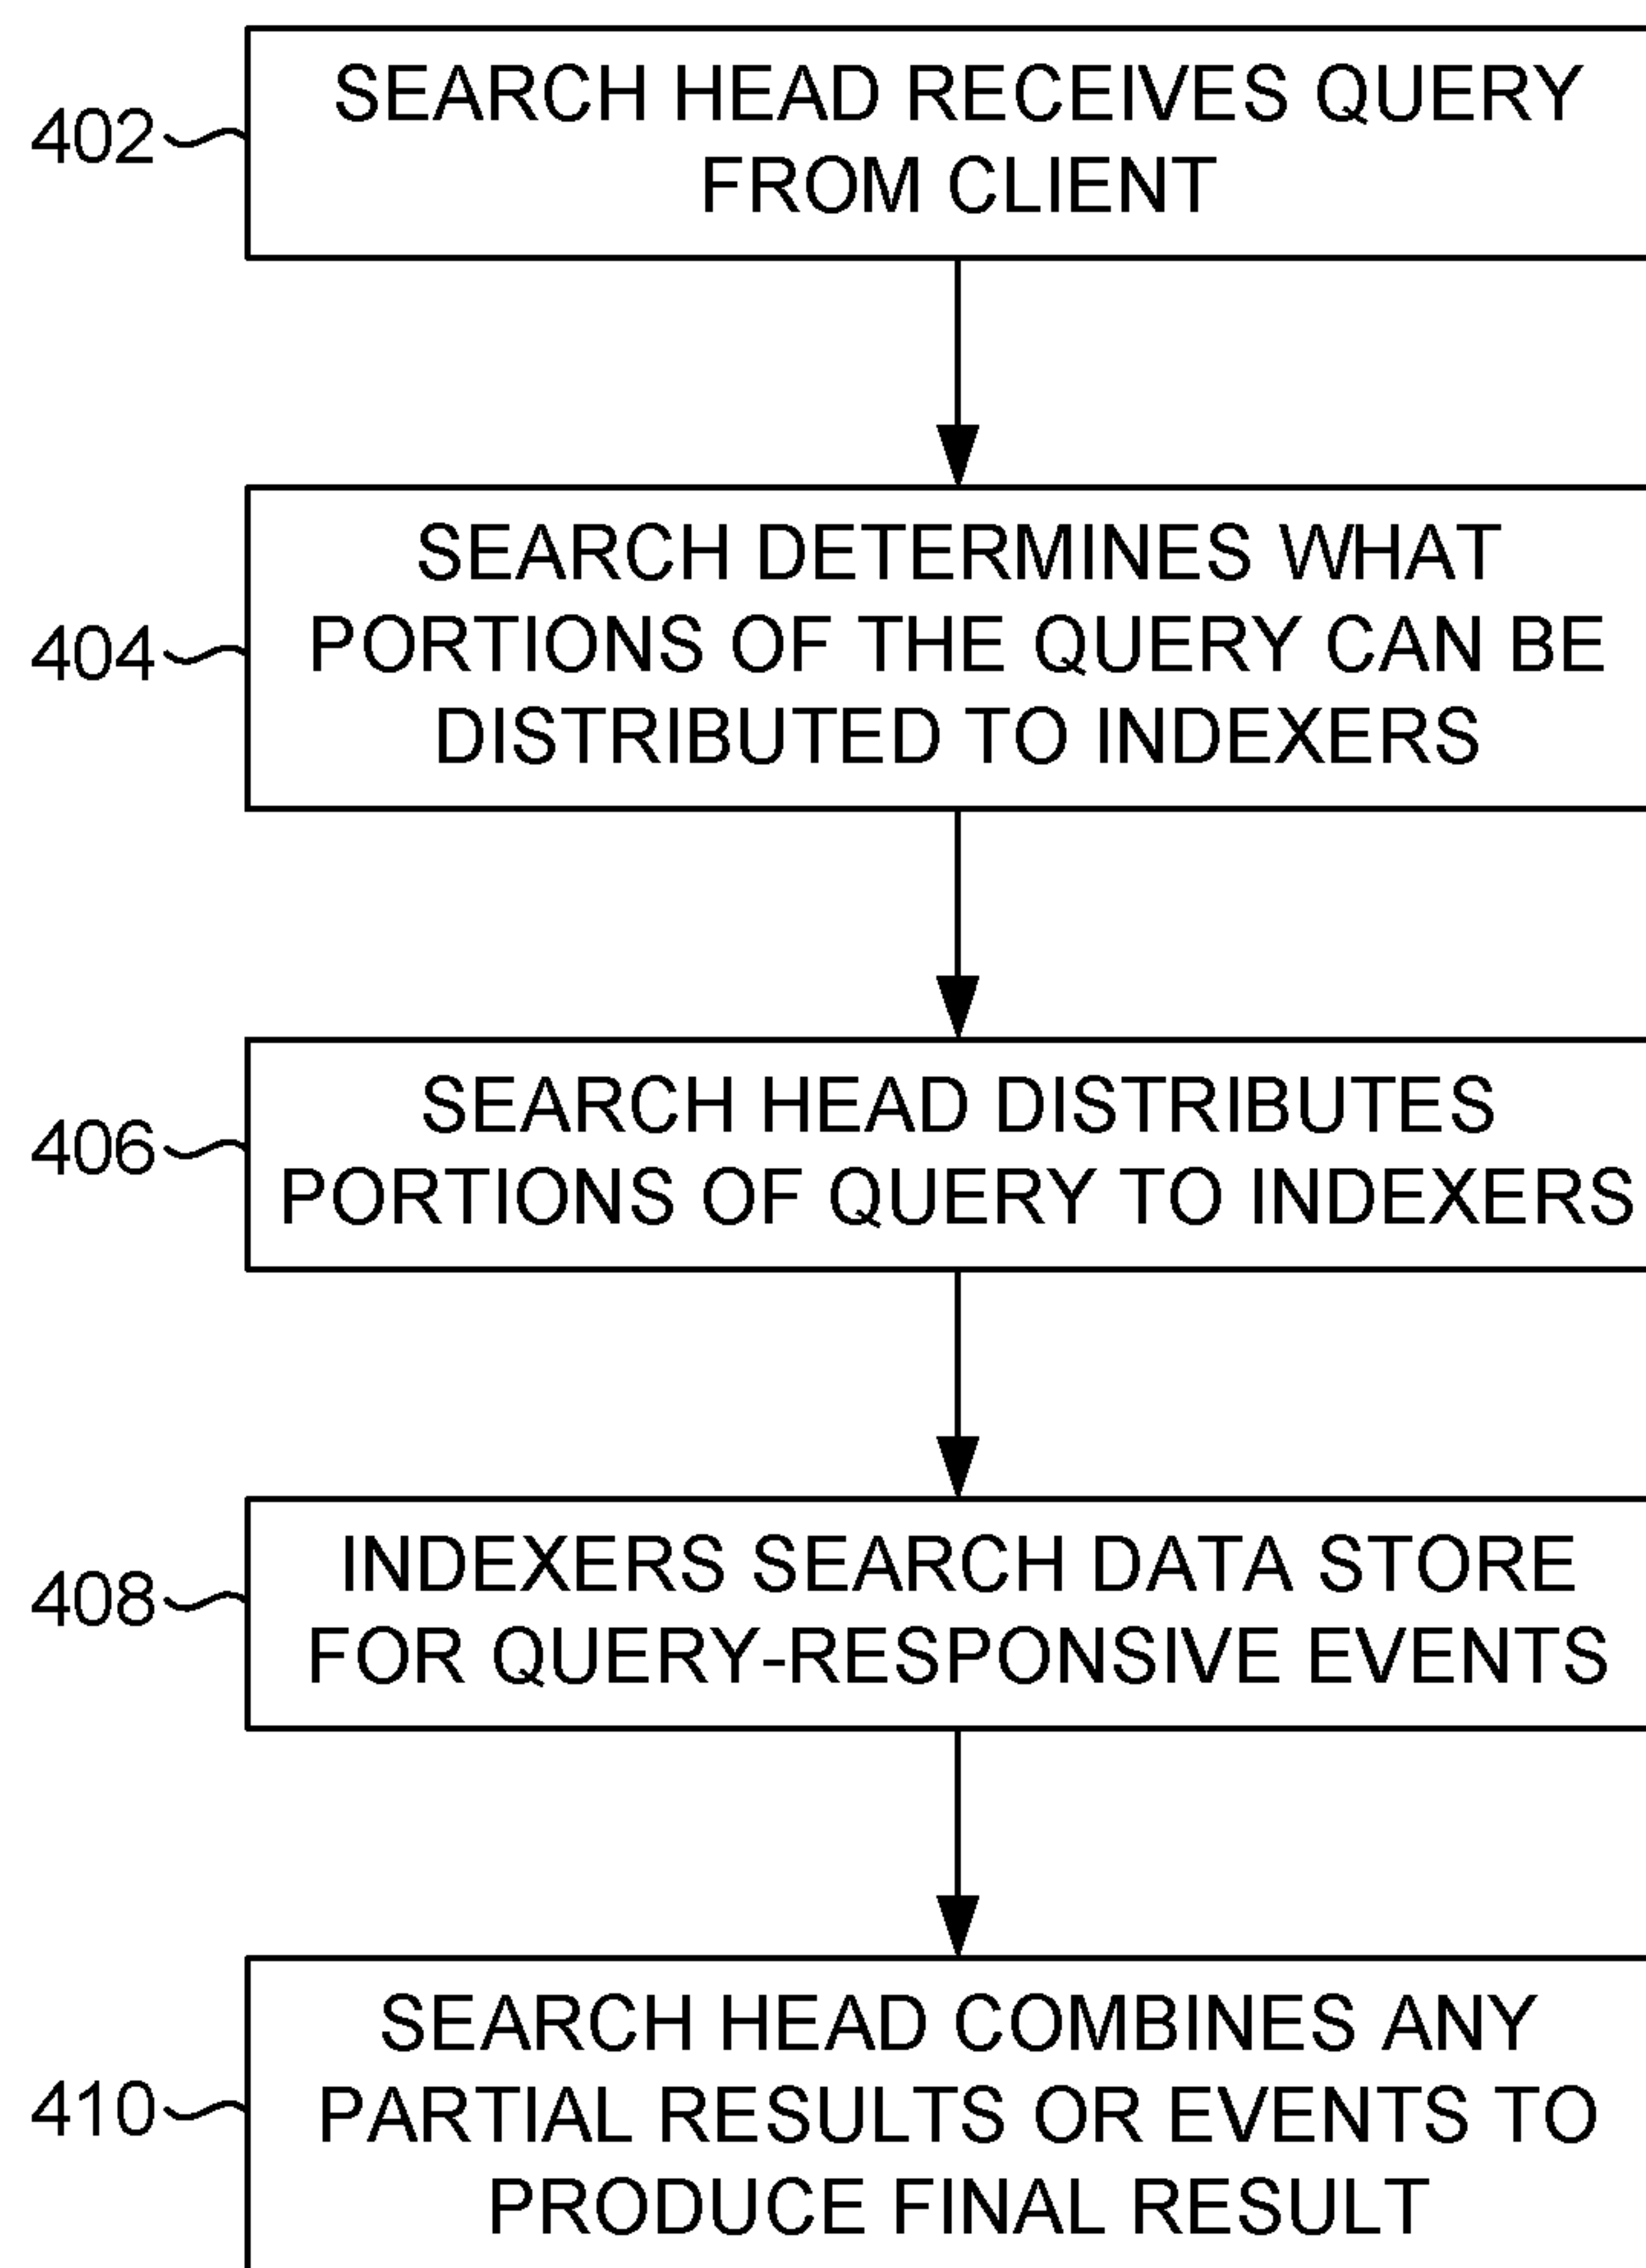 402
SEARCH HEAD RECEIVES QUERY
FROM CLIENT
404
SEARCH DETERMINES WHAT
PORTIONS OF THE QUERY CAN BE
DISTRIBUTED TO INDEXERS
406
SEARCH HEAD DISTRIBUTES
PORTIONS OF QUERY TO INDEXERS
408
INDEXERS SEARCH DATA STORE
FOR QUERY-RESPONSIVE EVENTS
410
SEARCH HEAD COMBINES ANY
PARTIAL RESULTS OR EVENTS TO
PRODUCE FINAL RESULT